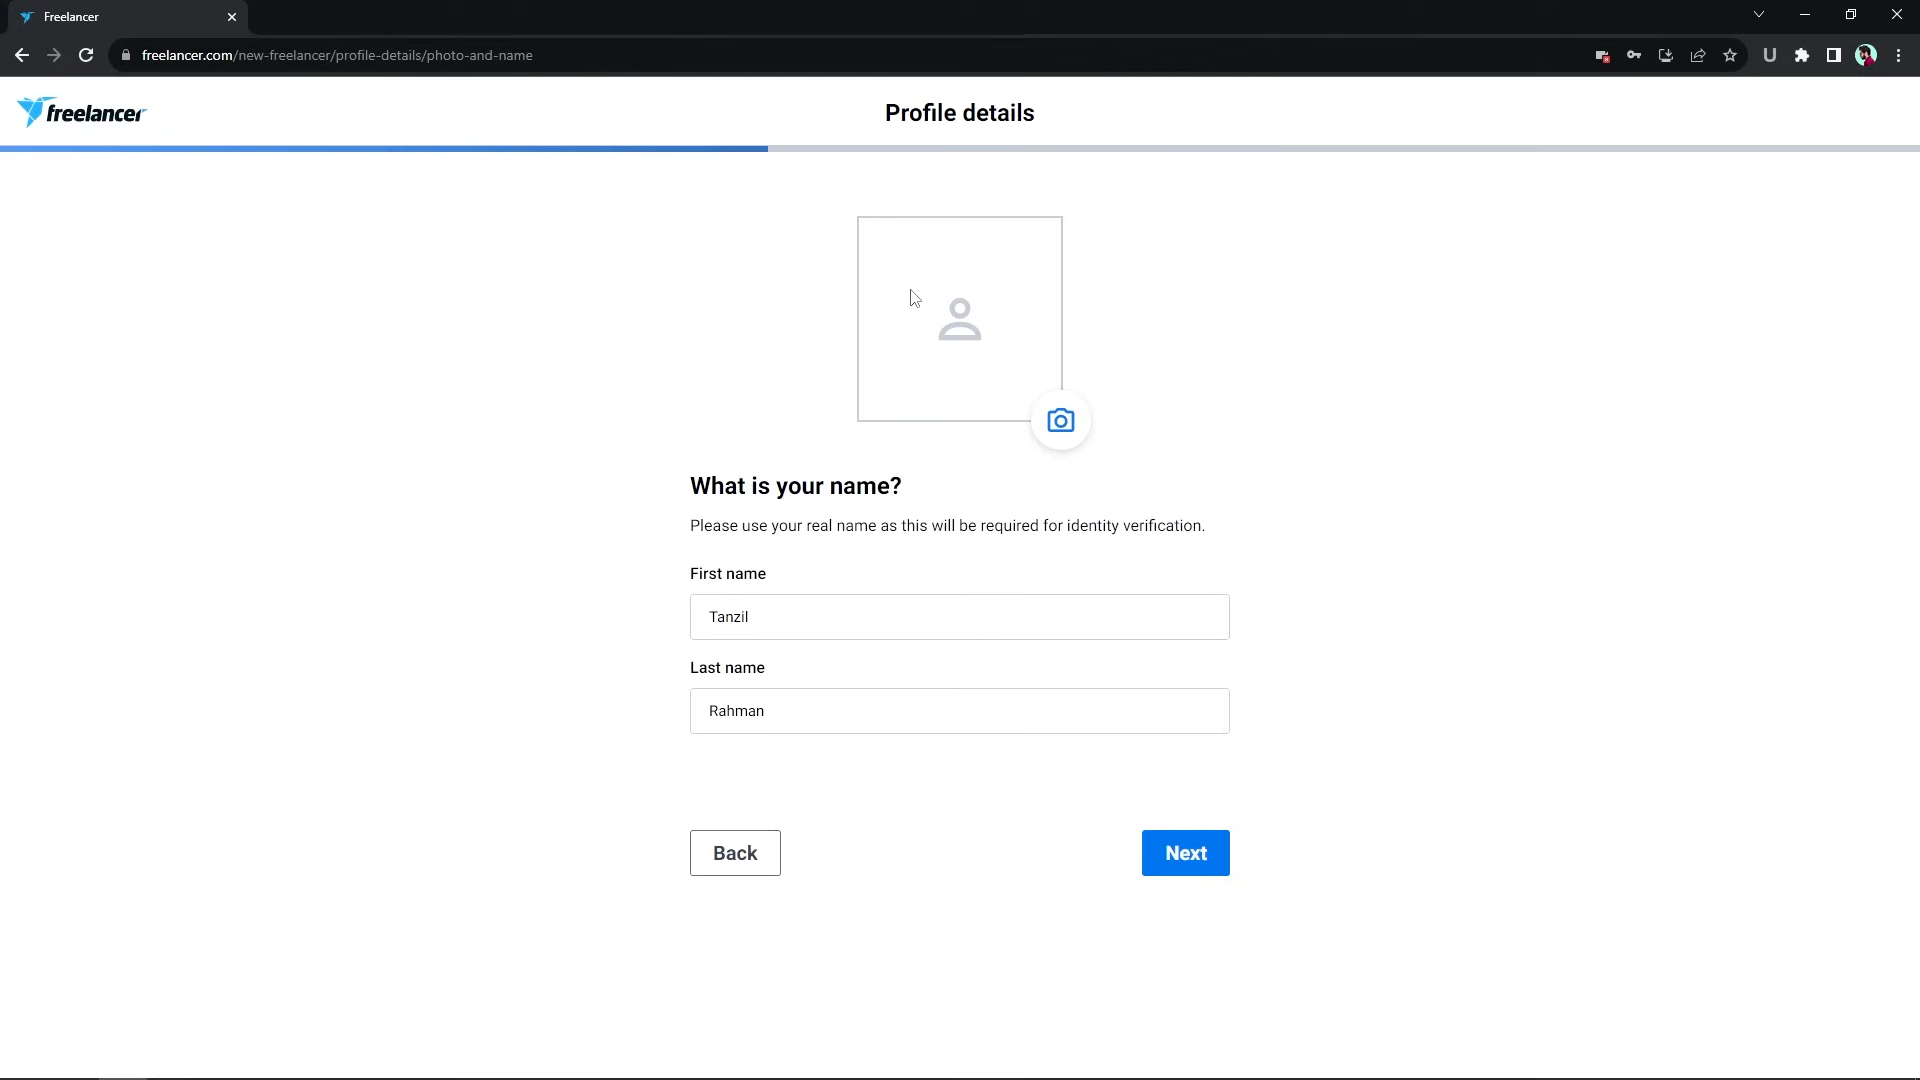 Freelancer
freelancer.com/new-freelancer/profile-details/photo-and-name
freelancer
Profile details
What is your name?
Please use your real name as this will be required for identity verification.
First name
Tanzil
Last name
Rahman
Back
Next